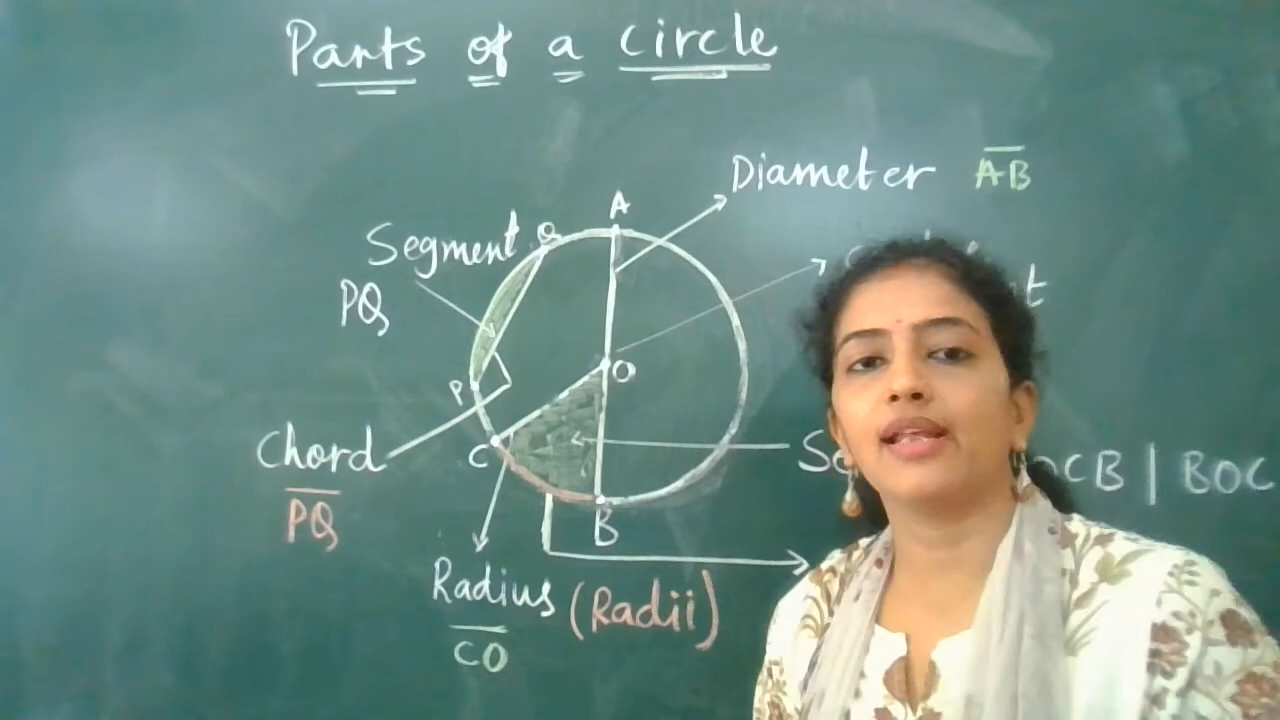 Parts of a circle
Diameter AB
A
Segment Q
PQ
P
O
Chord
PQ
C
OCB | BOC
B
Radius (Radii)
CO